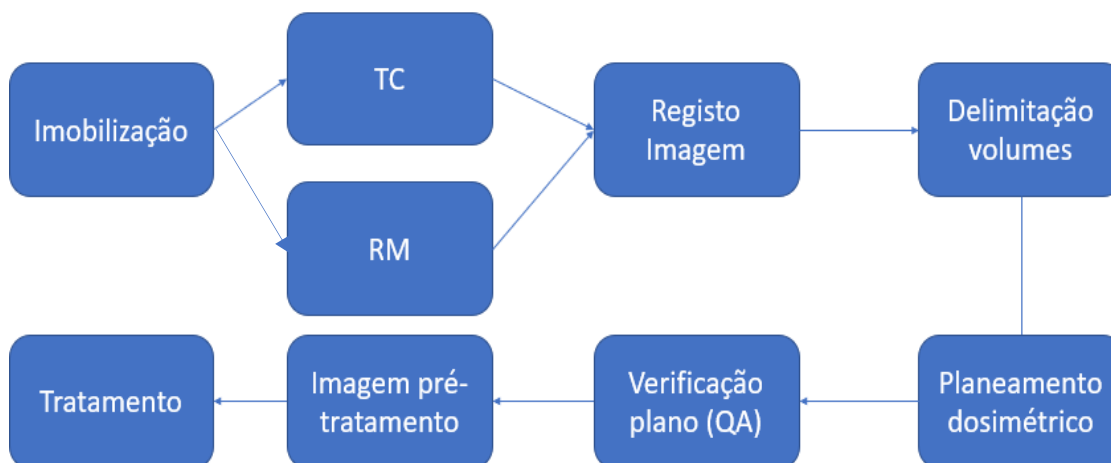 Imobilização
TC
RM
Registo
Imagem
Delimitação
volumes
Planeamento
dosimétrico
Verificação
plano (QA)
Imagem pré-
tratamento
Tratamento